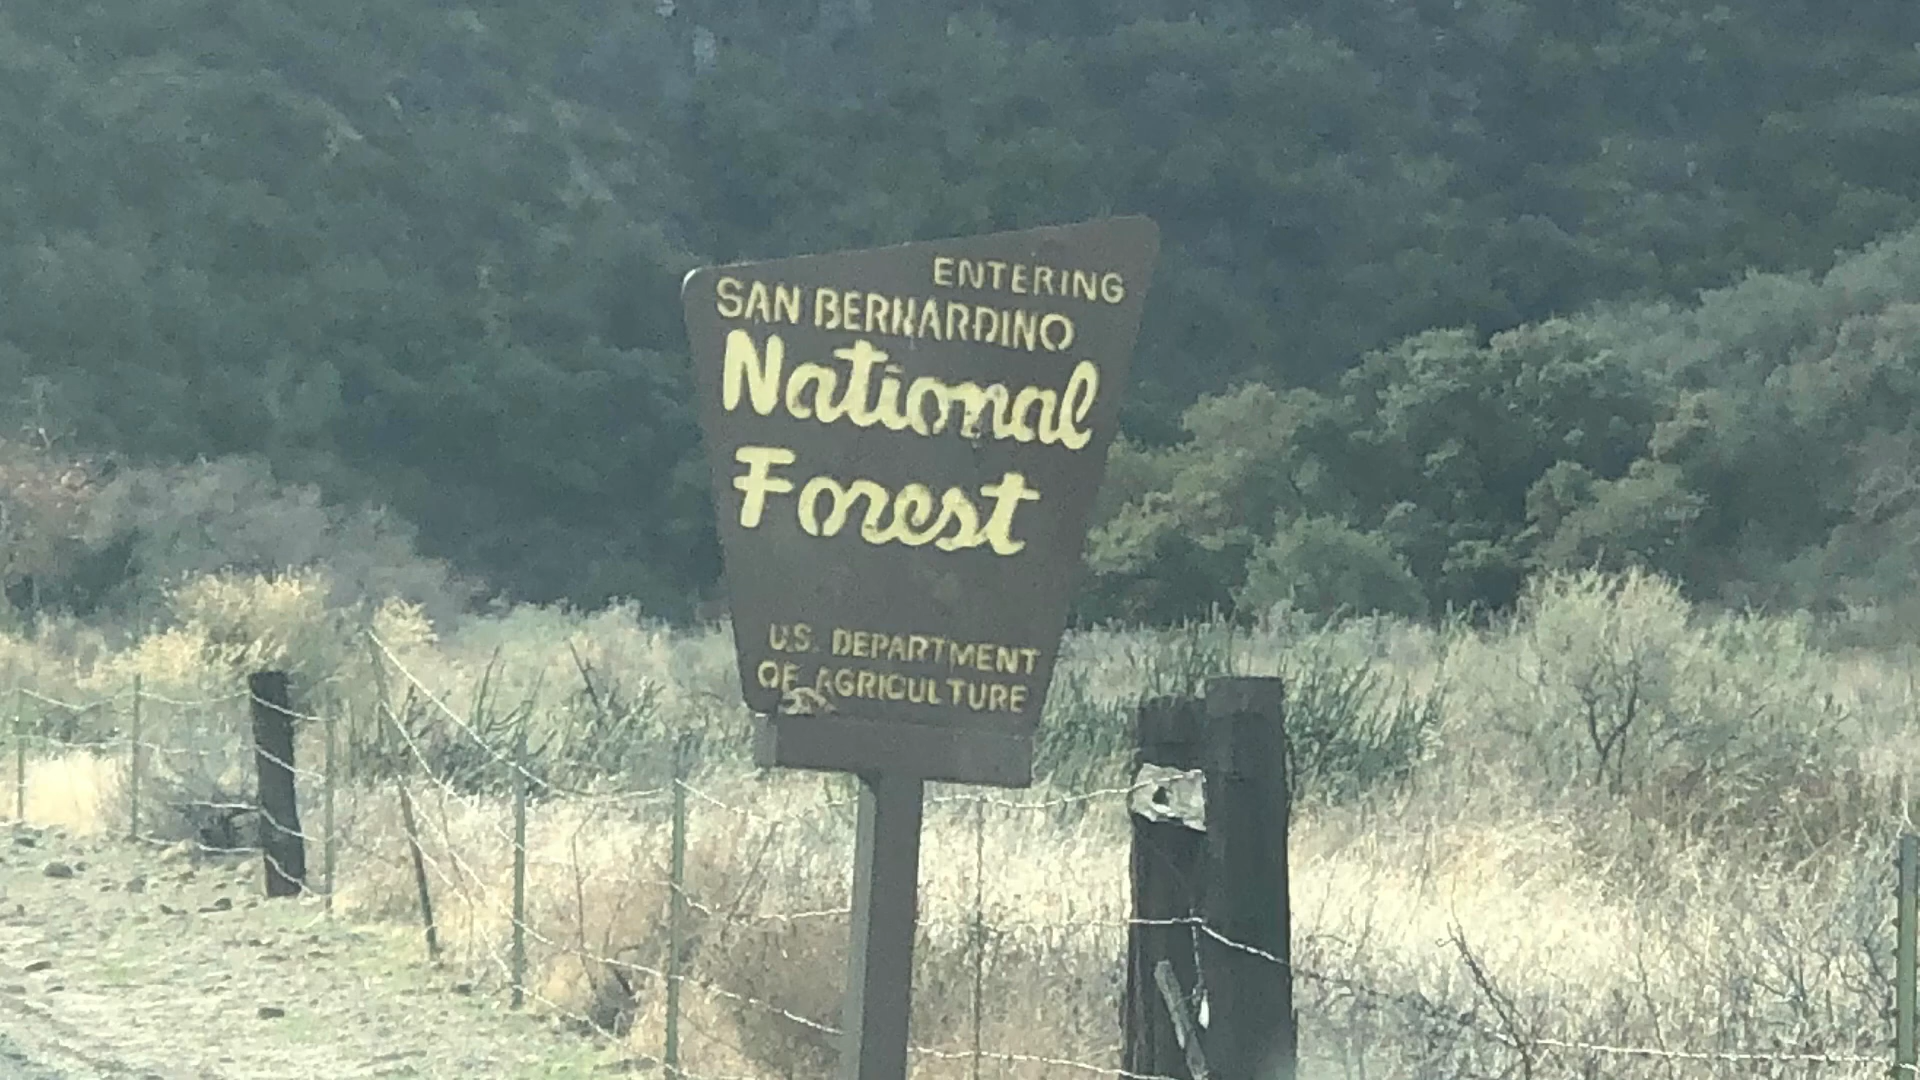 ENTERING
SAN BERNARDINO
National
Forest
U.S. DEPARTMENT
OF AGRICULTURE